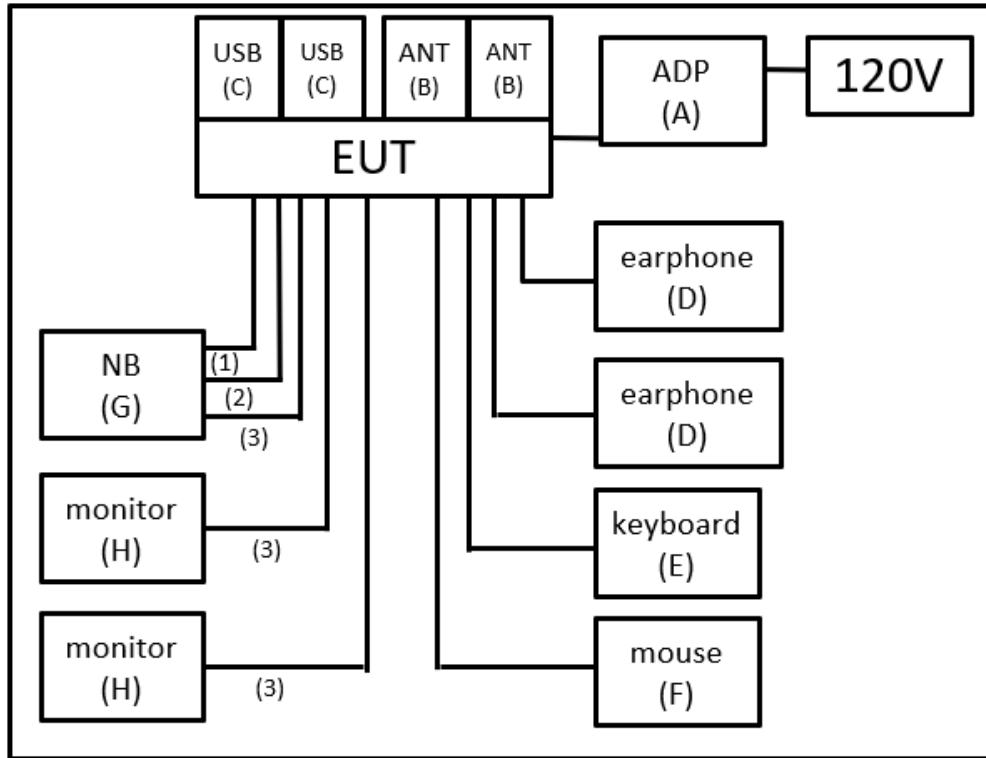 USB
(C)
USB
(C)
ANT
(B)
ANT
(B)
ADP
(A)
120V
EUT
earphone
(D)
NB
(G)
(1)
(2)
(3)
earphone
(D)
monitor
(H)
(3)
keyboard
(E)
monitor
(H)
(3)
mouse
(F)